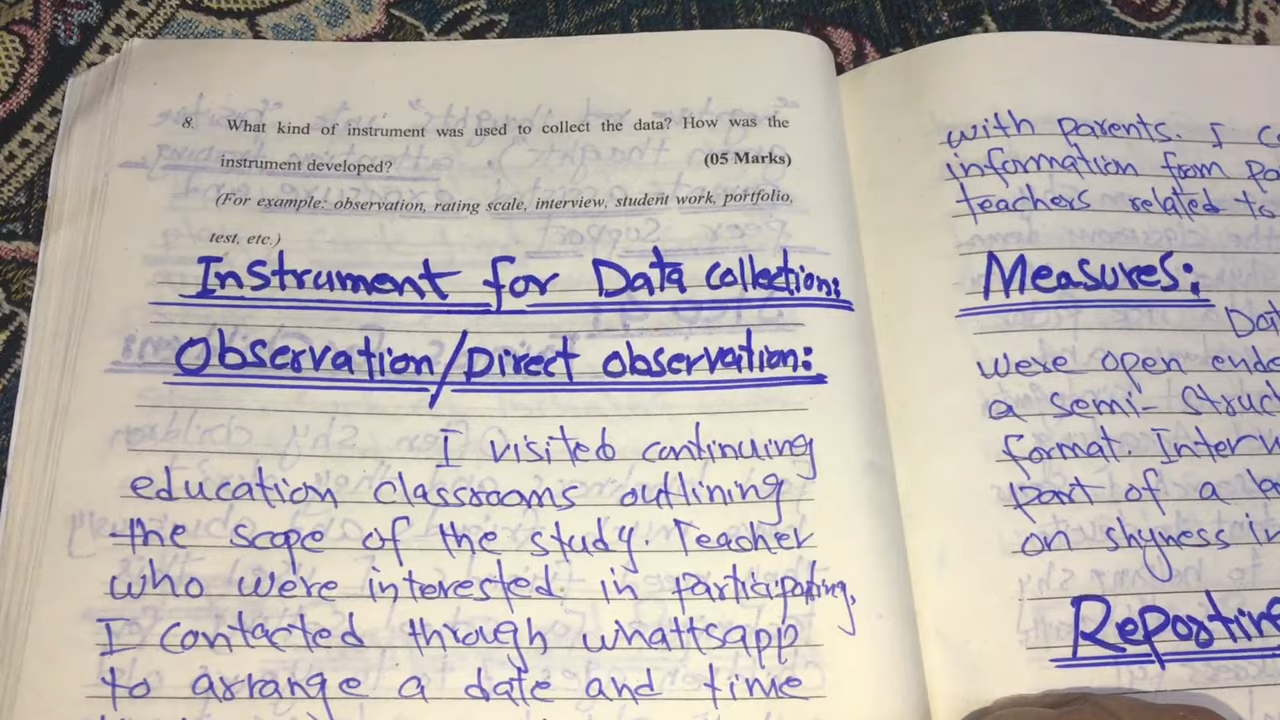 8. What kind of instrument was used to collect the data? How was the
instrument developed? (05 Marks)
(For example: observation, rating scale, interview, student work, portfolio,
test, etc.)
Instrument for Data collection:
Observation/Direct observation:
I visited continuing
education classrooms outlining
the scope of the study. Teacher
who were interested in participating,
I contacted through whattsapp
to arrange a date and time
with parents. I
information from
teachers related to
Measures:
were open
a semi-
format.
part of a
on shyness